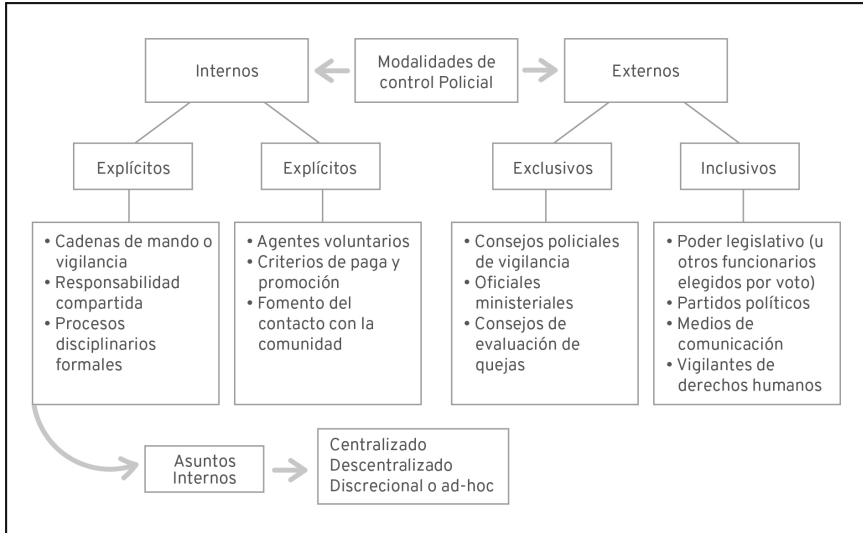 Modalidades de
control Policial
Internos
Externos
Explícitos
Explícitos
Exclusivos
Inclusivos
• Cadenas de mando o
vigilancia
• Responsabilidad
compartida
• Procesos
disciplinarios
formales
• Agentes voluntarios
• Criterios de paga y
promoción
• Fomento del
contacto con la
comunidad
• Consejos policiales
de vigilancia
• Oficiales
ministeriales
• Consejos de
evaluación de
quejas
• Poder legislativo (u
otros funcionarios
elegidos por voto)
• Partidos políticos
• Medios de
comunicación
• Vigilantes de
derechos humanos
Asuntos
Internos
Centralizado
Descentralizado
Discrecional o ad-hoc